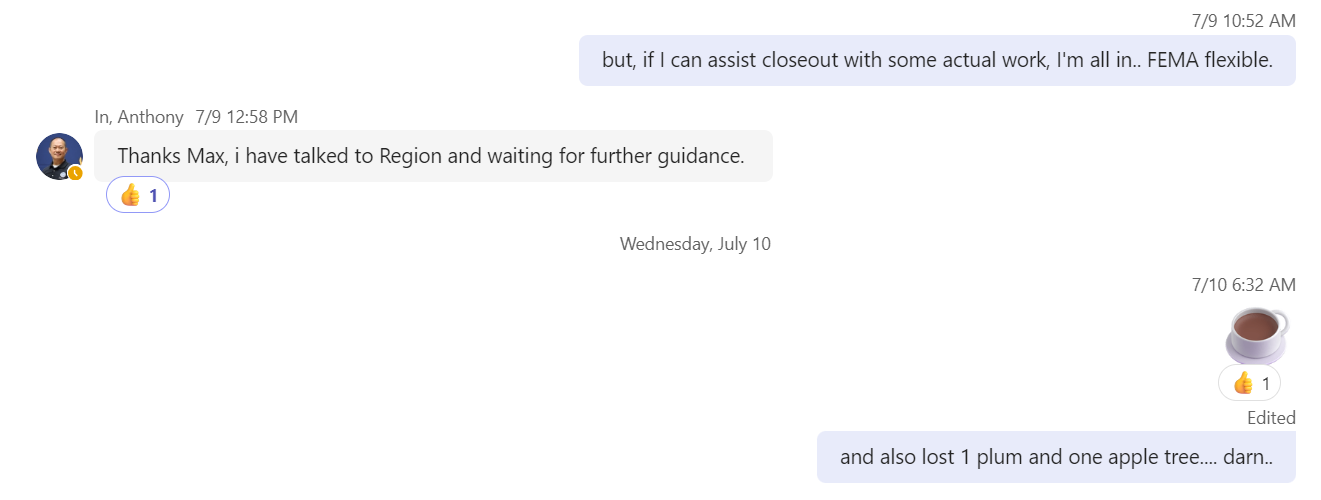 7/9 10:52 AM
but, if I can assist closeout with some actual work, I'm all in.. FEMA flexible.
In, Anthony 7/9 12:58 PM
Thanks Max, i have talked to Region and waiting for further guidance.
1
Wednesday, July 10
7/10 6:32 AM
1
Edited
and also lost 1 plum and one apple tree.... darn..